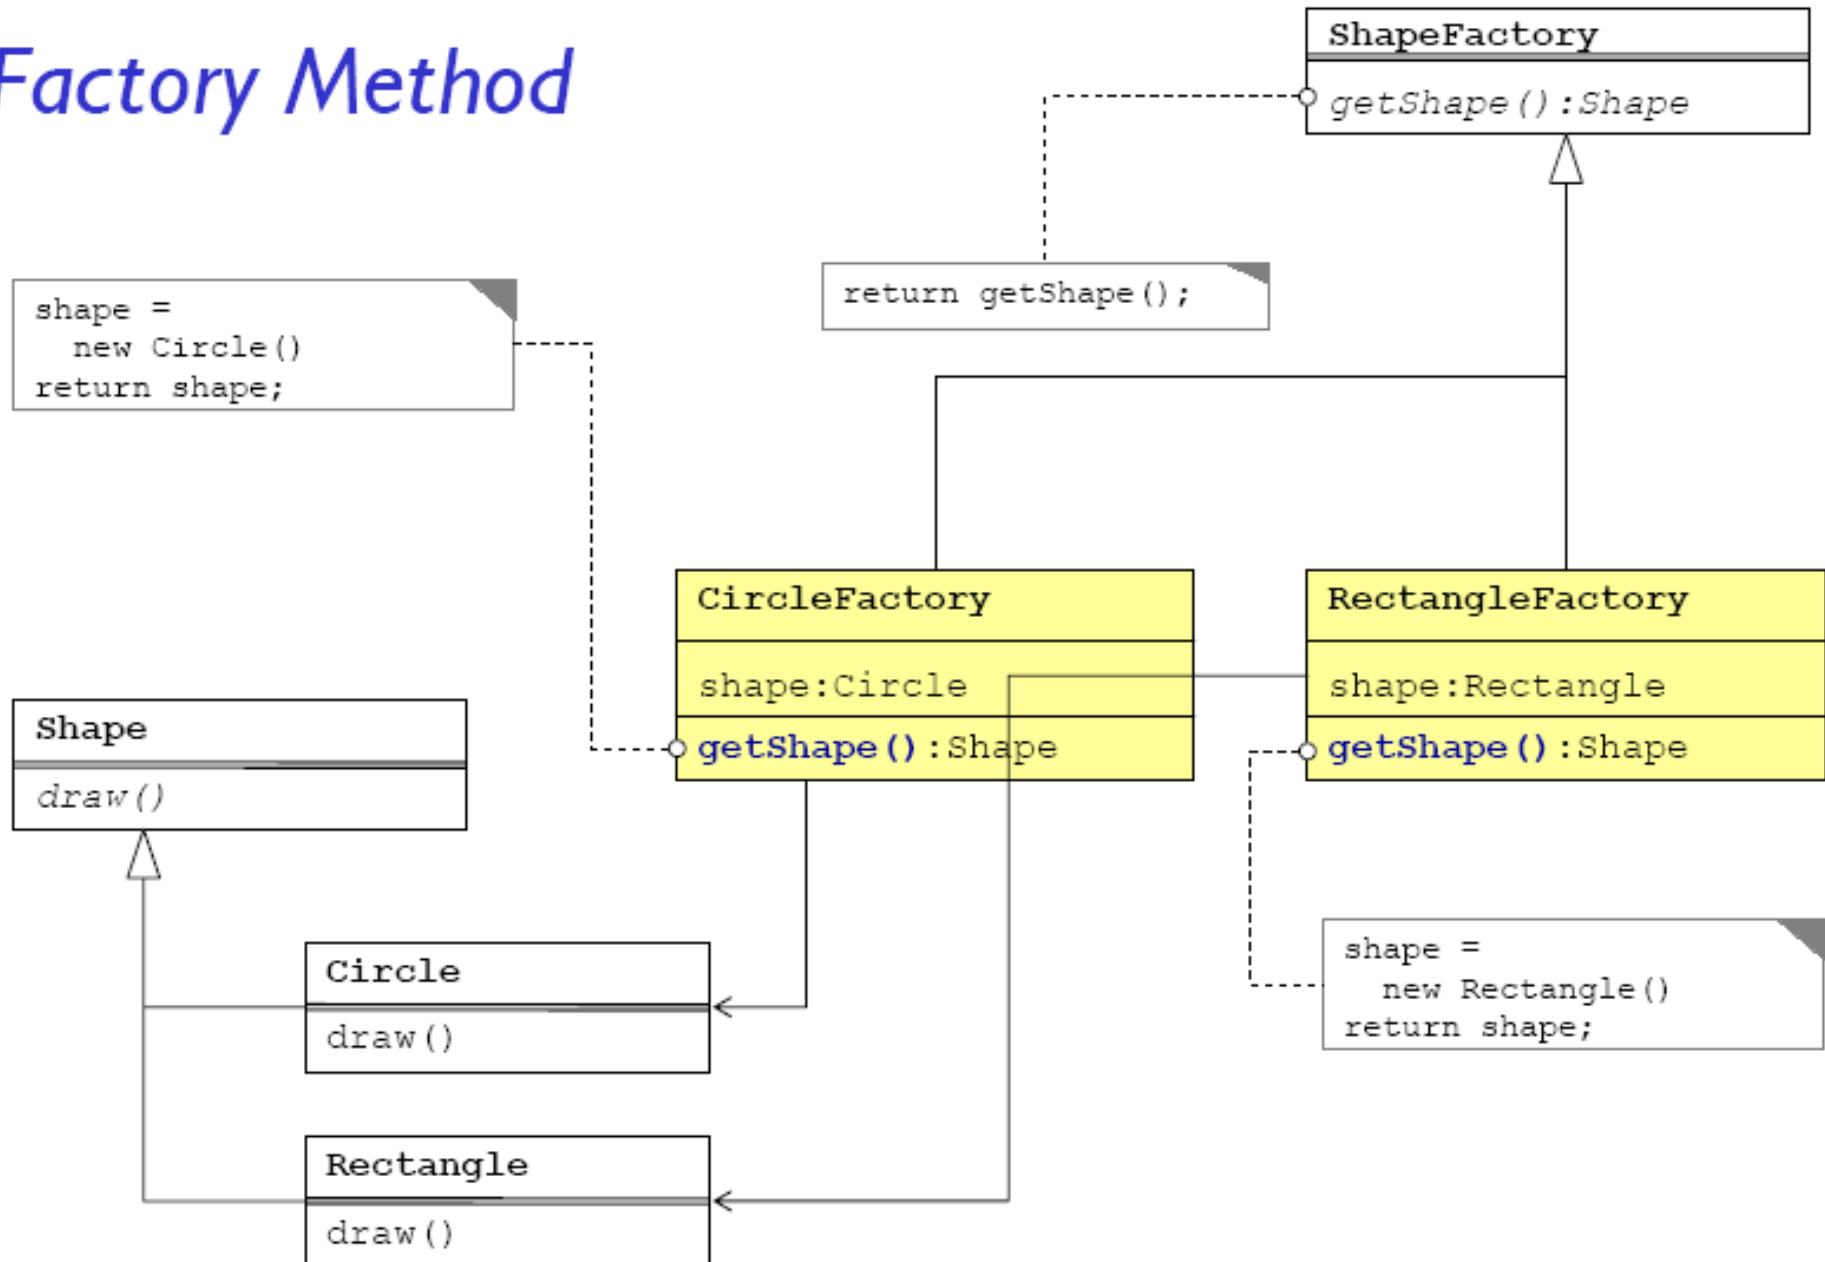 Factory Method
ShapeFactory
getShape():Shape
return getShape();
shape =
new Circle()
return shape;
CircleFactory
shape:Circle
getShape():Shape
RectangleFactory
shape:Rectangle
getShape():Shape
Shape
draw()
Circle
draw()
Rectangle
draw()
shape =
new Rectangle()
return shape;